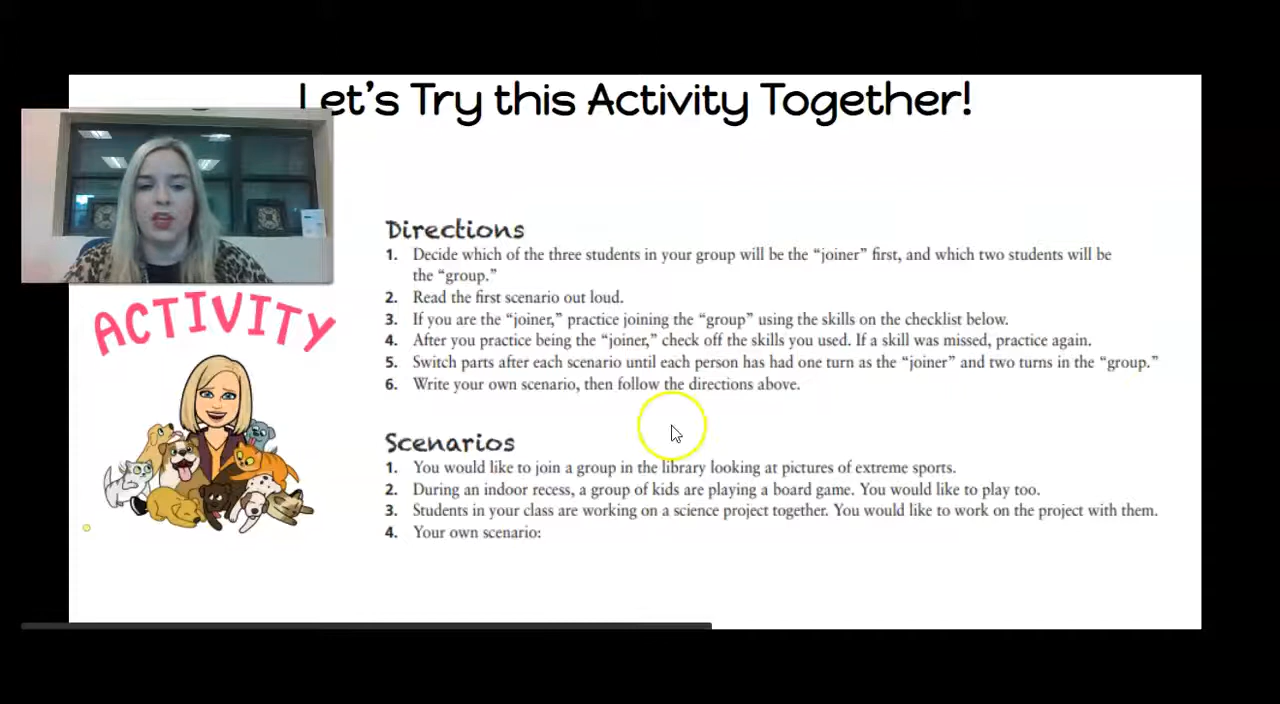 Let's Try this Activity Together!
Directions
1. Decide which of the three students in your group will be the “joiner” first, and which two students will be
the “group.”
2. Read the first scenario out loud.
3. If you are the “joiner,” practice joining the “group” using the skills on the checklist below.
4. After you practice being the “joiner,” check off the skills you used. If a skill was missed, practice again.
5. Switch parts after each scenario until each person has had one turn as the “joiner” and two turns in the “group.”
6. Write your own scenario, then follow the directions above.
ACTIVITY
Scenarios
1. You would like to join a group in the library looking at pictures of extreme sports.
2. During an indoor recess, a group of kids are playing a board game. You would like to play too.
3. Students in your class are working on a science project together. You would like to work on the project with them.
4. Your own scenario: